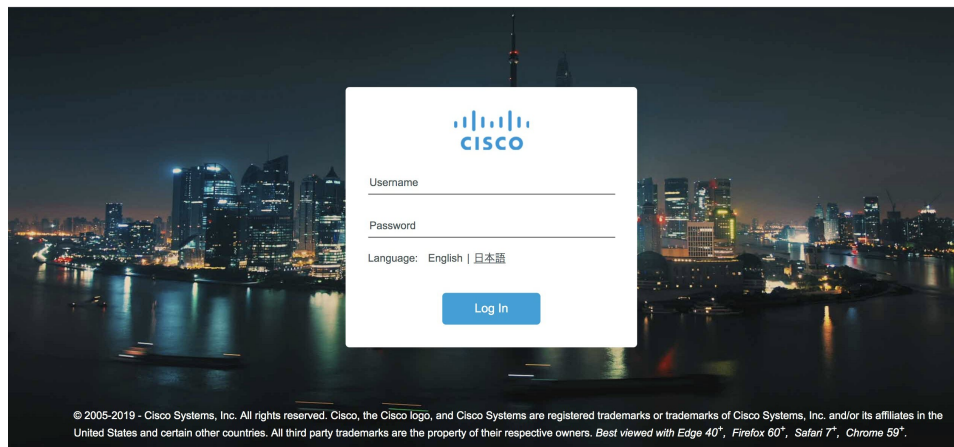 CISCO
Username
Password
Language: English | 日本語
Log In
© 2005-2019 - Cisco Systems, Inc. All rights reserved. Cisco, the Cisco logo, and Cisco Systems are registered trademarks or trademarks of Cisco Systems, Inc. and/or its affiliates in the
United States and certain other countries. All third party trademarks are the property of their respective owners. Best viewed with Edge 40+, Firefox 60+, Safari 7+, Chrome 59+.